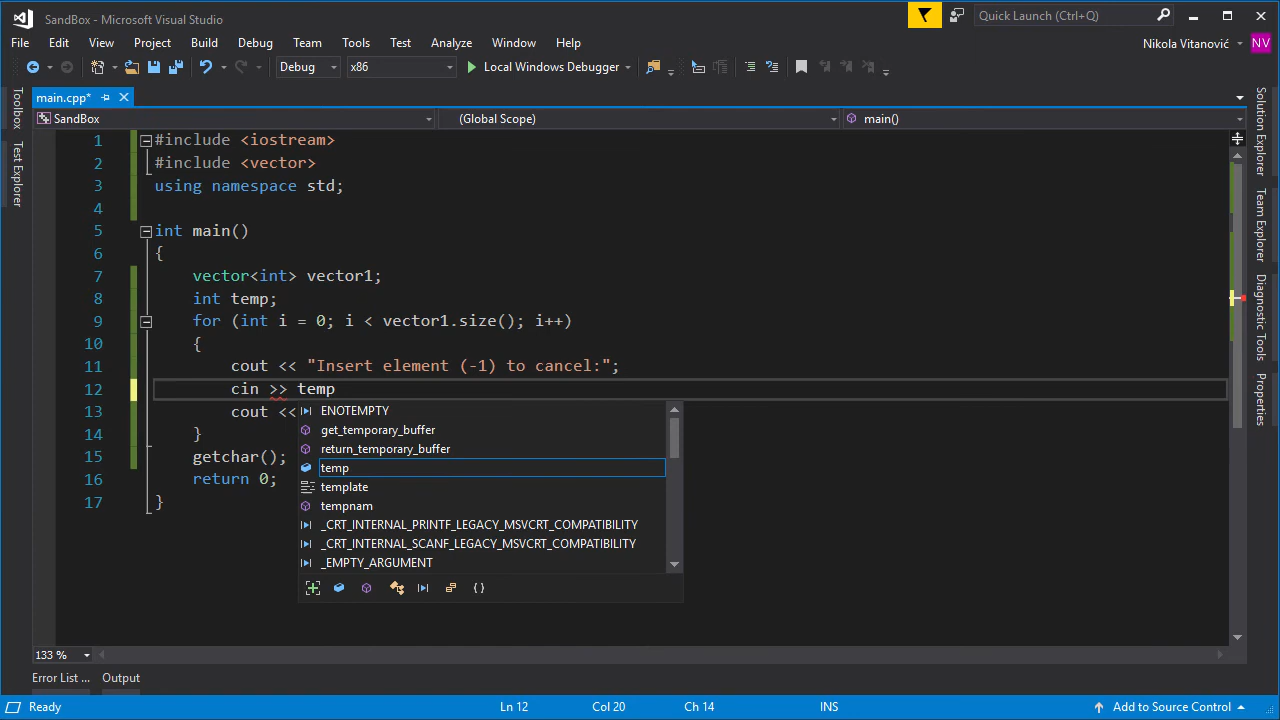 SandBox - Microsoft Visual Studio
Quick Launch (Ctrl+Q)
File Edit View Project Build Debug Team Tools Test Analyze Window Help
Nikola Vitanović NV
Debug x86 Local Windows Debugger
main.cpp*
SandBox (Global Scope) main()
Toolbox
Test Explorer
1 #include <iostream>
2 #include <vector>
3 using namespace std;
4
5 int main()
6 {
7 vector<int> vector1;
8 int temp;
9 for (int i = 0; i < vector1.size(); i++)
10 {
11 cout << "Insert element (-1) to cancel:";
12 cin >> temp
13 cout <<
14 }
15 getchar();
16 return 0;
17 }
ENOTEMPTY
get_temporary_buffer
return_temporary_buffer
temp
template
tempnam
_CRT_INTERNAL_PRINTF_LEGACY_MSVCRT_COMPATIBILITY
_CRT_INTERNAL_SCANF_LEGACY_MSVCRT_COMPATIBILITY
_EMPTY_ARGUMENT
Solution Explorer
Team Explorer
Diagnostic Tools
Properties
133 %
Error List ... Output
Ready Ln 12 Col 20 Ch 14 INS Add to Source Control